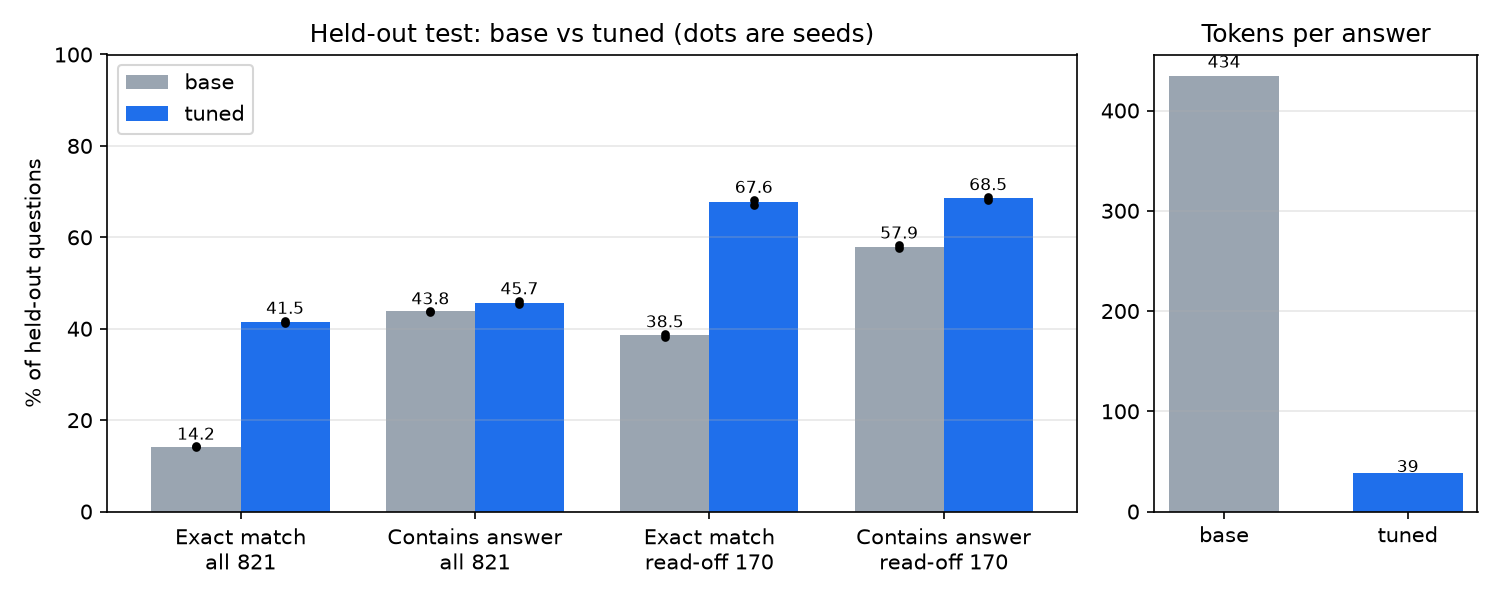 Held-out test: base vs tuned (dots are seeds)
Tokens per answer
base
tuned
% of held-out questions
100
80
60
40
20
0
14.2
41.5
43.8
45.7
38.5
67.6
57.9
68.5
Exact match
all 821
Contains answer
all 821
Exact match
read-off 170
Contains answer
read-off 170
400
300
200
100
0
434
39
base
tuned